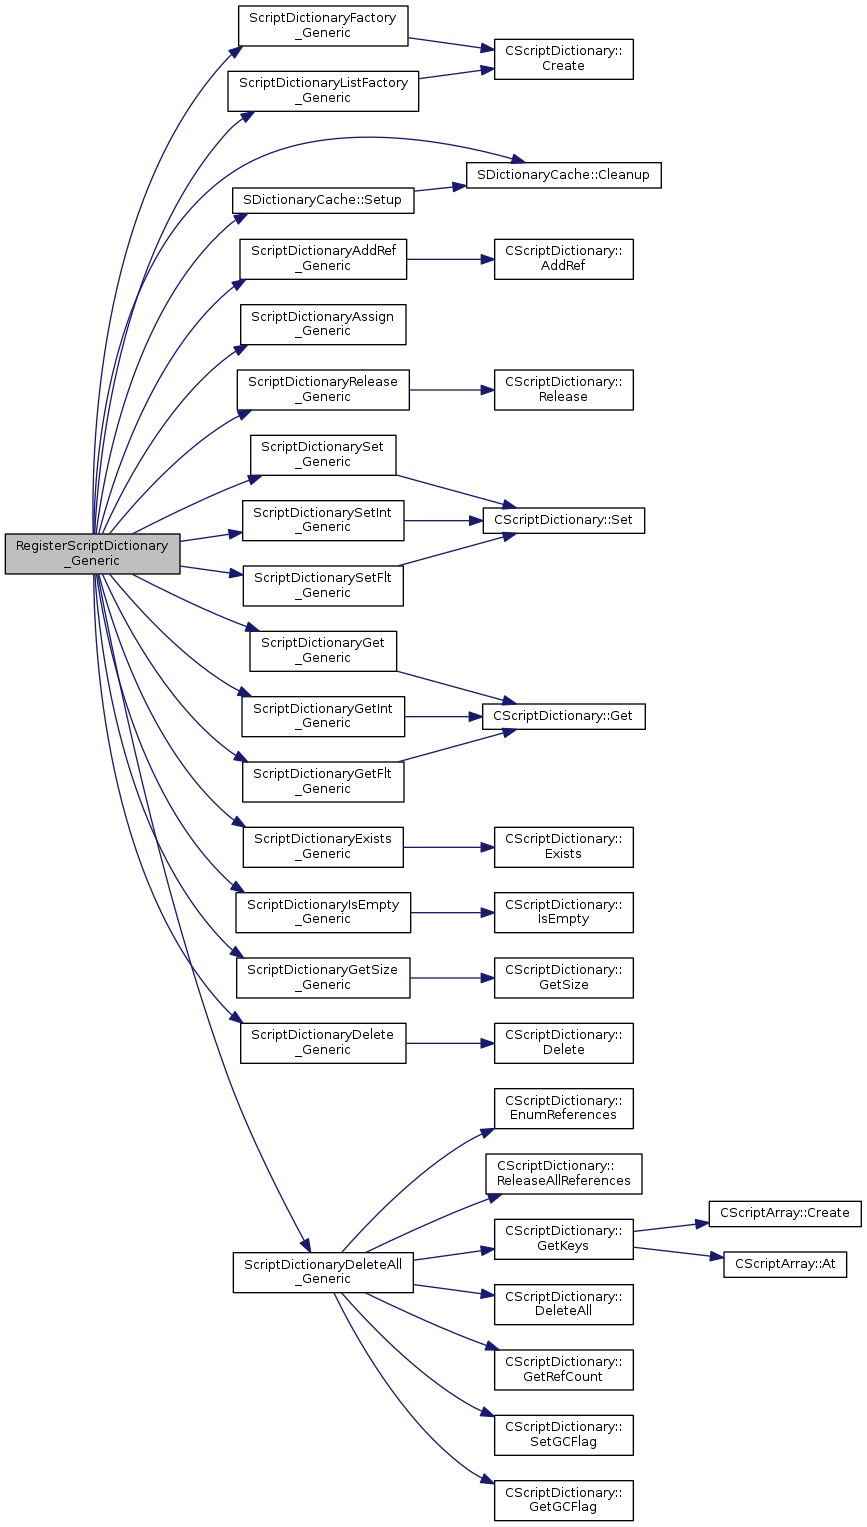 ScriptDictionaryFactory
_Generic
CScriptDictionary::
Create
ScriptDictionaryListFactory
_Generic
SDictionaryCache::Cleanup
SDictionaryCache::Setup
ScriptDictionaryAddRef
_Generic
CScriptDictionary::
AddRef
ScriptDictionaryAssign
_Generic
ScriptDictionaryRelease
_Generic
CScriptDictionary::
Release
ScriptDictionarySet
_Generic
ScriptDictionarySetInt
_Generic
CScriptDictionary::Set
RegisterScriptDictionary
_Generic
ScriptDictionarySetFlt
_Generic
ScriptDictionaryGet
_Generic
ScriptDictionaryGetInt
_Generic
CScriptDictionary::Get
ScriptDictionaryGetFlt
_Generic
ScriptDictionaryExists
_Generic
CScriptDictionary::
Exists
ScriptDictionaryIsEmpty
_Generic
CScriptDictionary::
IsEmpty
ScriptDictionaryGetSize
_Generic
CScriptDictionary::
GetSize
ScriptDictionaryDelete
_Generic
CScriptDictionary::
Delete
CScriptDictionary::
EnumReferences
CScriptDictionary::
ReleaseAllReferences
CScriptDictionary::
GetKeys
CScriptArray::Create
CScriptArray::At
ScriptDictionaryDeleteAll
_Generic
CScriptDictionary::
DeleteAll
CScriptDictionary::
GetRefCount
CScriptDictionary::
SetGCFlag
CScriptDictionary::
GetGCFlag